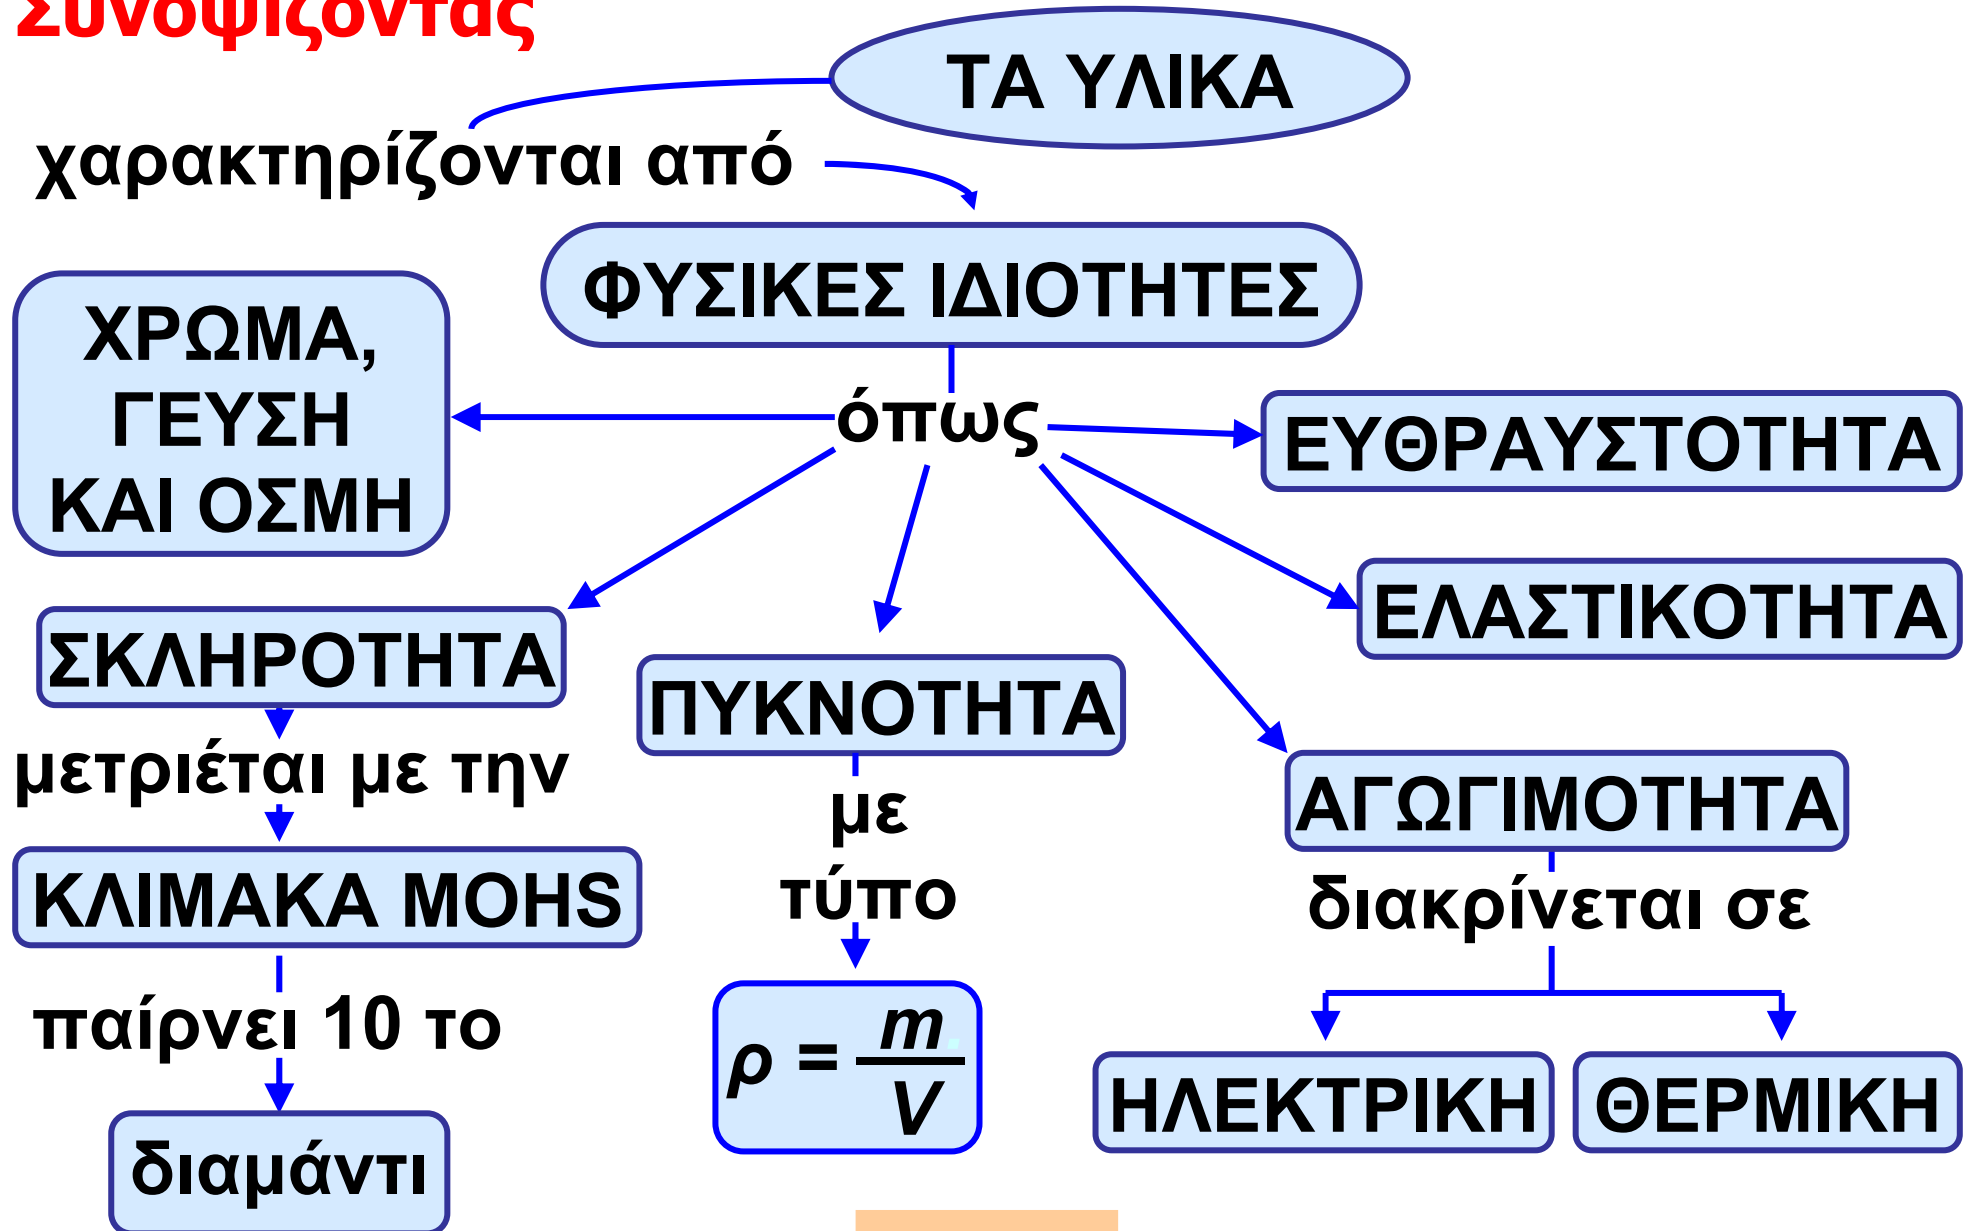 Συνοψίζοντας
ΤΑ ΥΛΙΚΑ
χαρακτηρίζονται από
ΦΥΣΙΚΕΣ ΙΔΙΟΤΗΤΕΣ
όπως
ΧΡΩΜΑ,
ΓΕΥΣΗ
ΚΑΙ ΟΣΜΗ
ΕΥΘΡΑΥΣΤΟΤΗΤΑ
ΕΛΑΣΤΙΚΟΤΗΤΑ
ΣΚΛΗΡΟΤΗΤΑ
μετριέται με την
ΚΛΙΜΑΚΑ MOHS
παίρνει 10 το
διαμάντι
ΠΥΚΝΟΤΗΤΑ
με
τύπο
ρ = m / V
ΑΓΩΓΙΜΟΤΗΤΑ
διακρίνεται σε
ΗΛΕΚΤΡΙΚΗ
ΘΕΡΜΙΚΗ